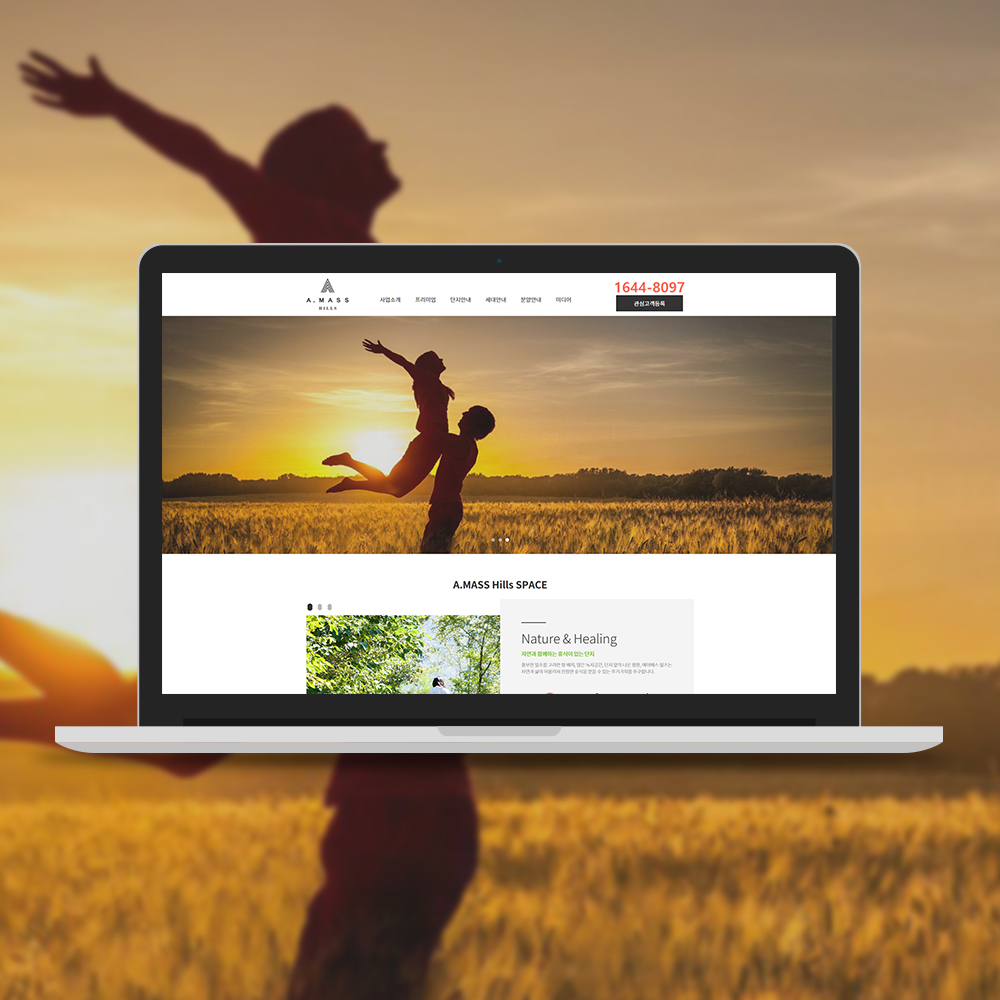 A.MASS
HILLS
사업소개 프리미엄 단지안내 세대안내 분양안내 미디어
1644-8097
관심고객등록
A.MASS Hills SPACE
Nature & Healing
자연과 함께하는 휴식이 있는 단지